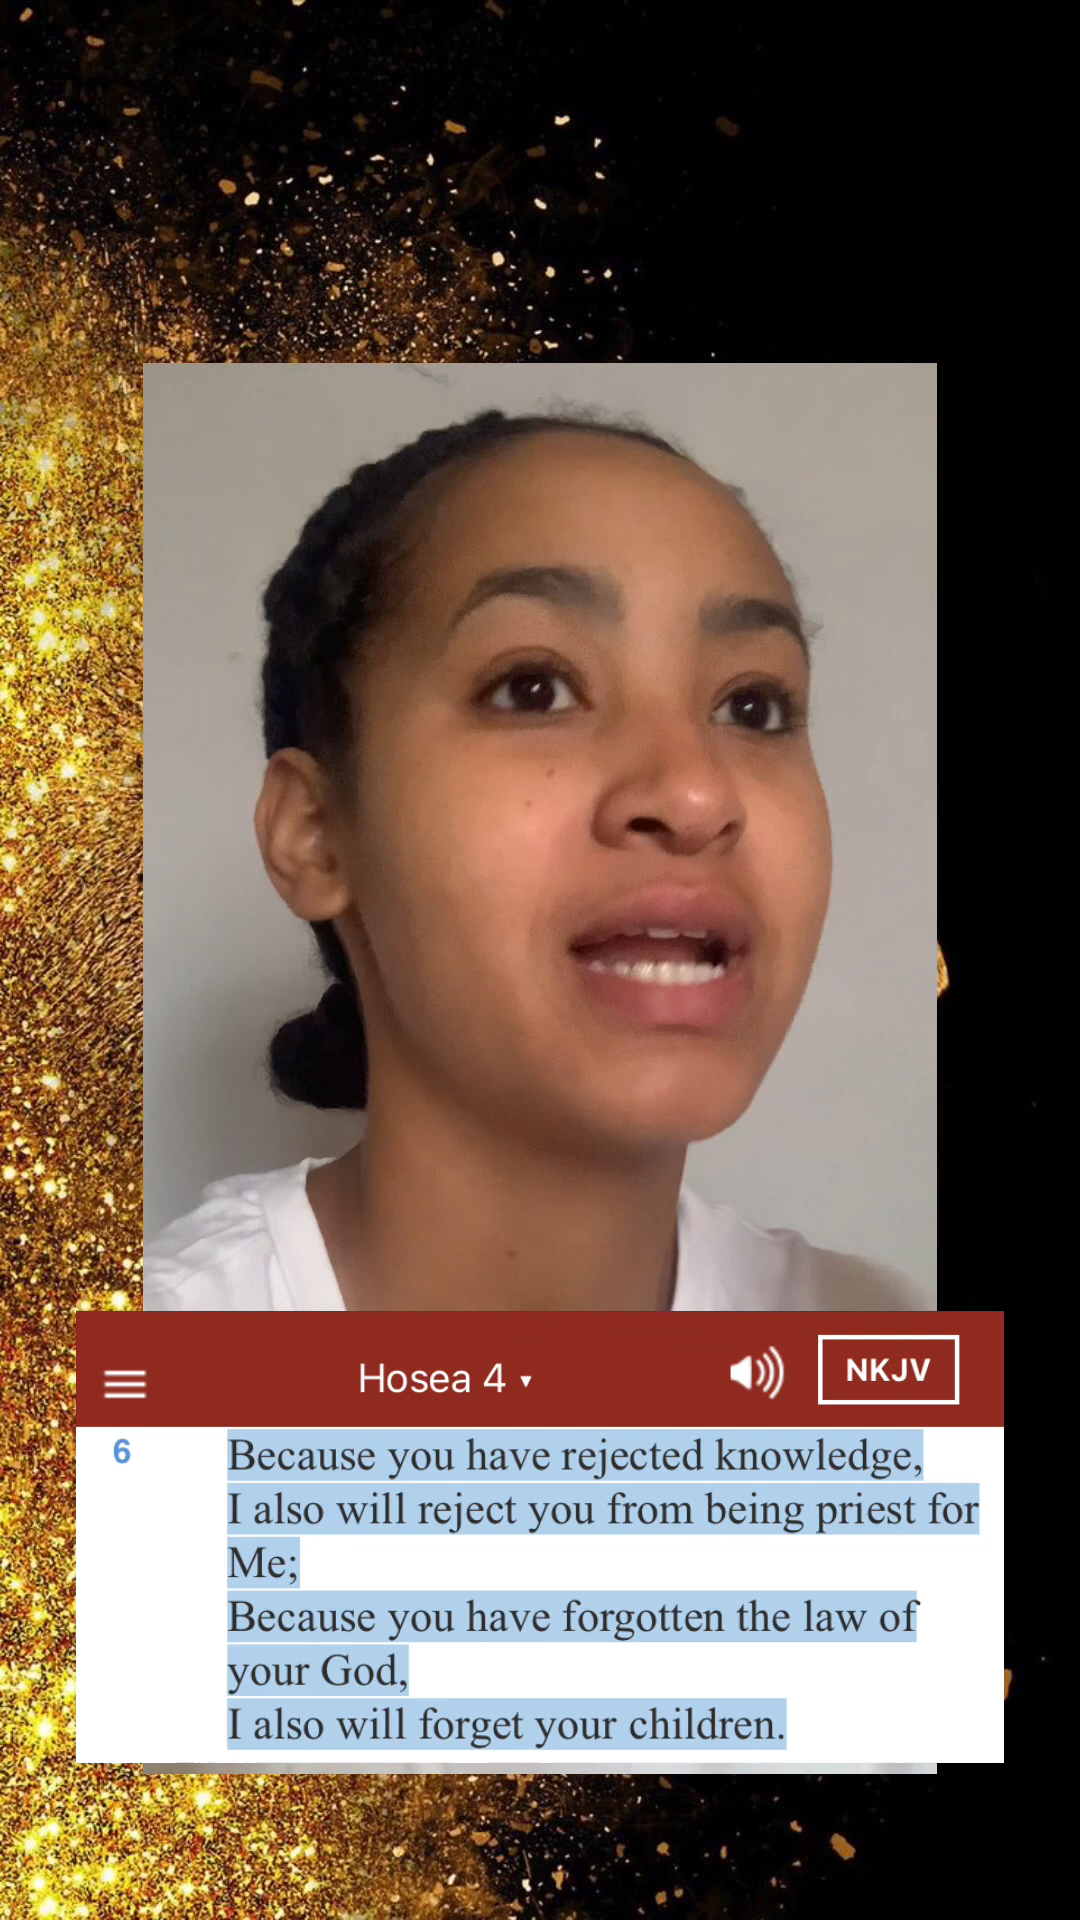 Hosea 4 ▾
NKJV
6
Because you have rejected knowledge,
I also will reject you from being priest for
Me;
Because you have forgotten the law of
your God,
I also will forget your children.